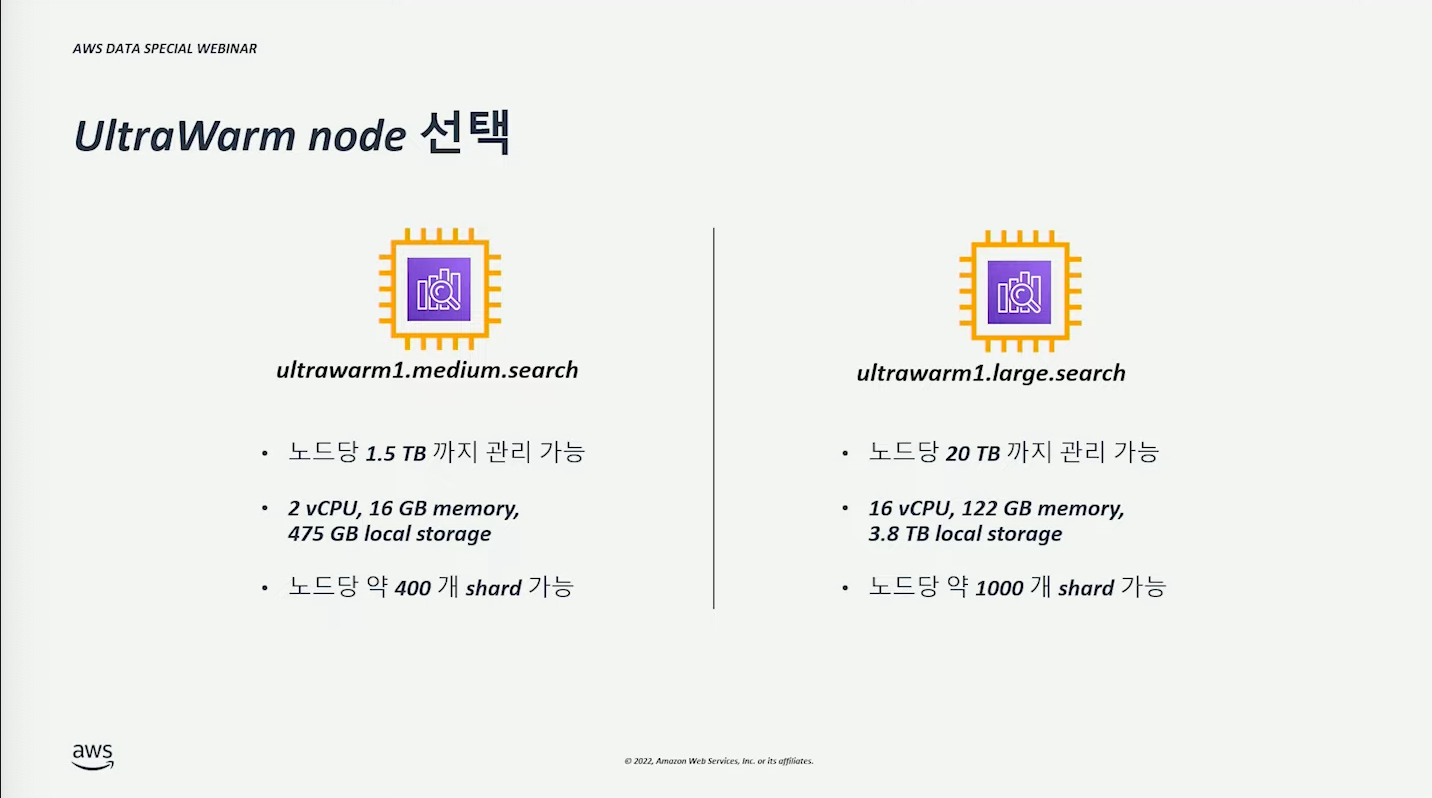 AWS DATA SPECIAL WEBINAR
UltraWarm node 선택
ultrawarm1.medium.search
• 노드당 1.5 TB 까지 관리 가능
• 2 vCPU, 16 GB memory,
475 GB local storage
• 노드당 약 400 개 shard 가능
ultrawarm1.large.search
• 노드당 20 TB 까지 관리 가능
• 16 vCPU, 122 GB memory,
3.8 TB local storage
• 노드당 약 1000 개 shard 가능
aws
© 2022, Amazon Web Services, Inc. or its affiliates.